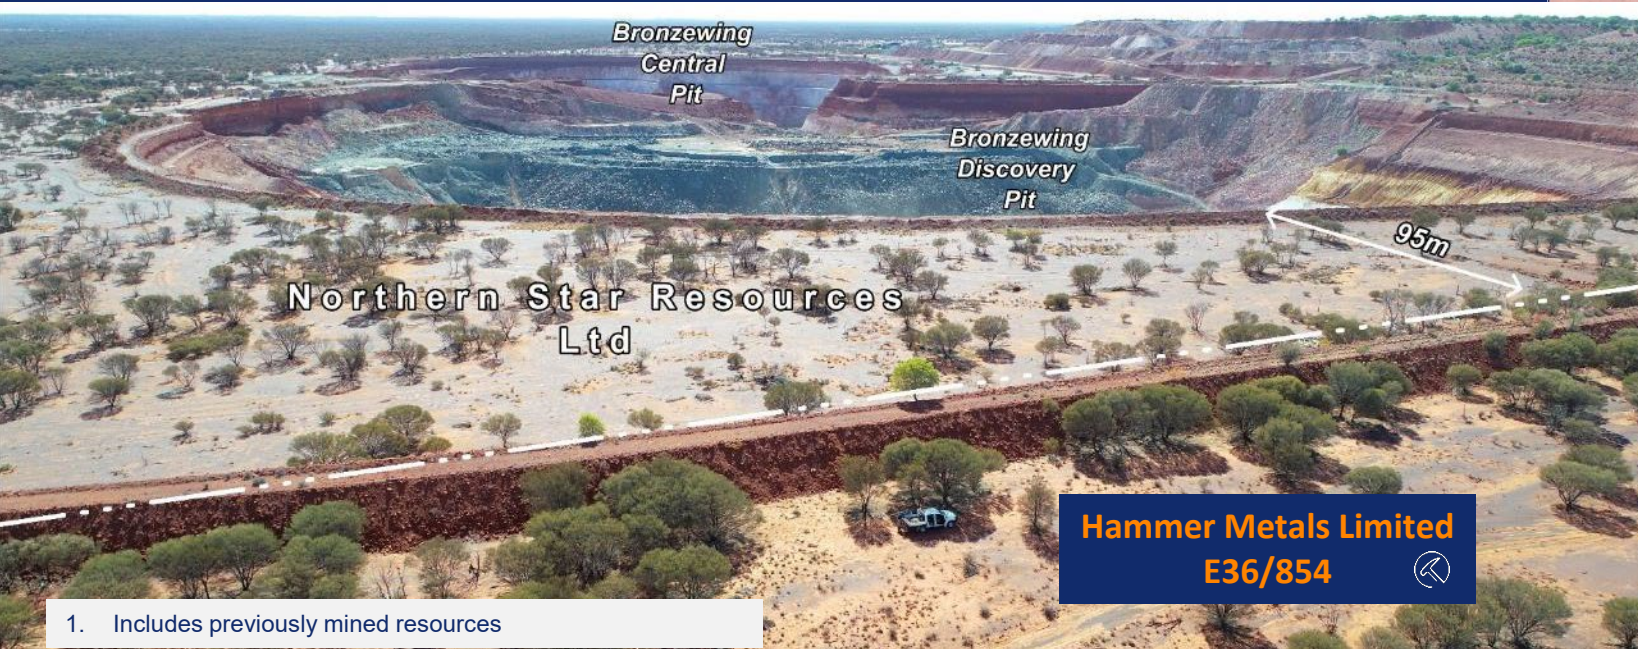 Bronzewing
Central
Pit
Bronzewing
Discovery
Pit
95m
Northern Star Resources
Ltd
Hammer Metals Limited
E36/854
1. Includes previously mined resources